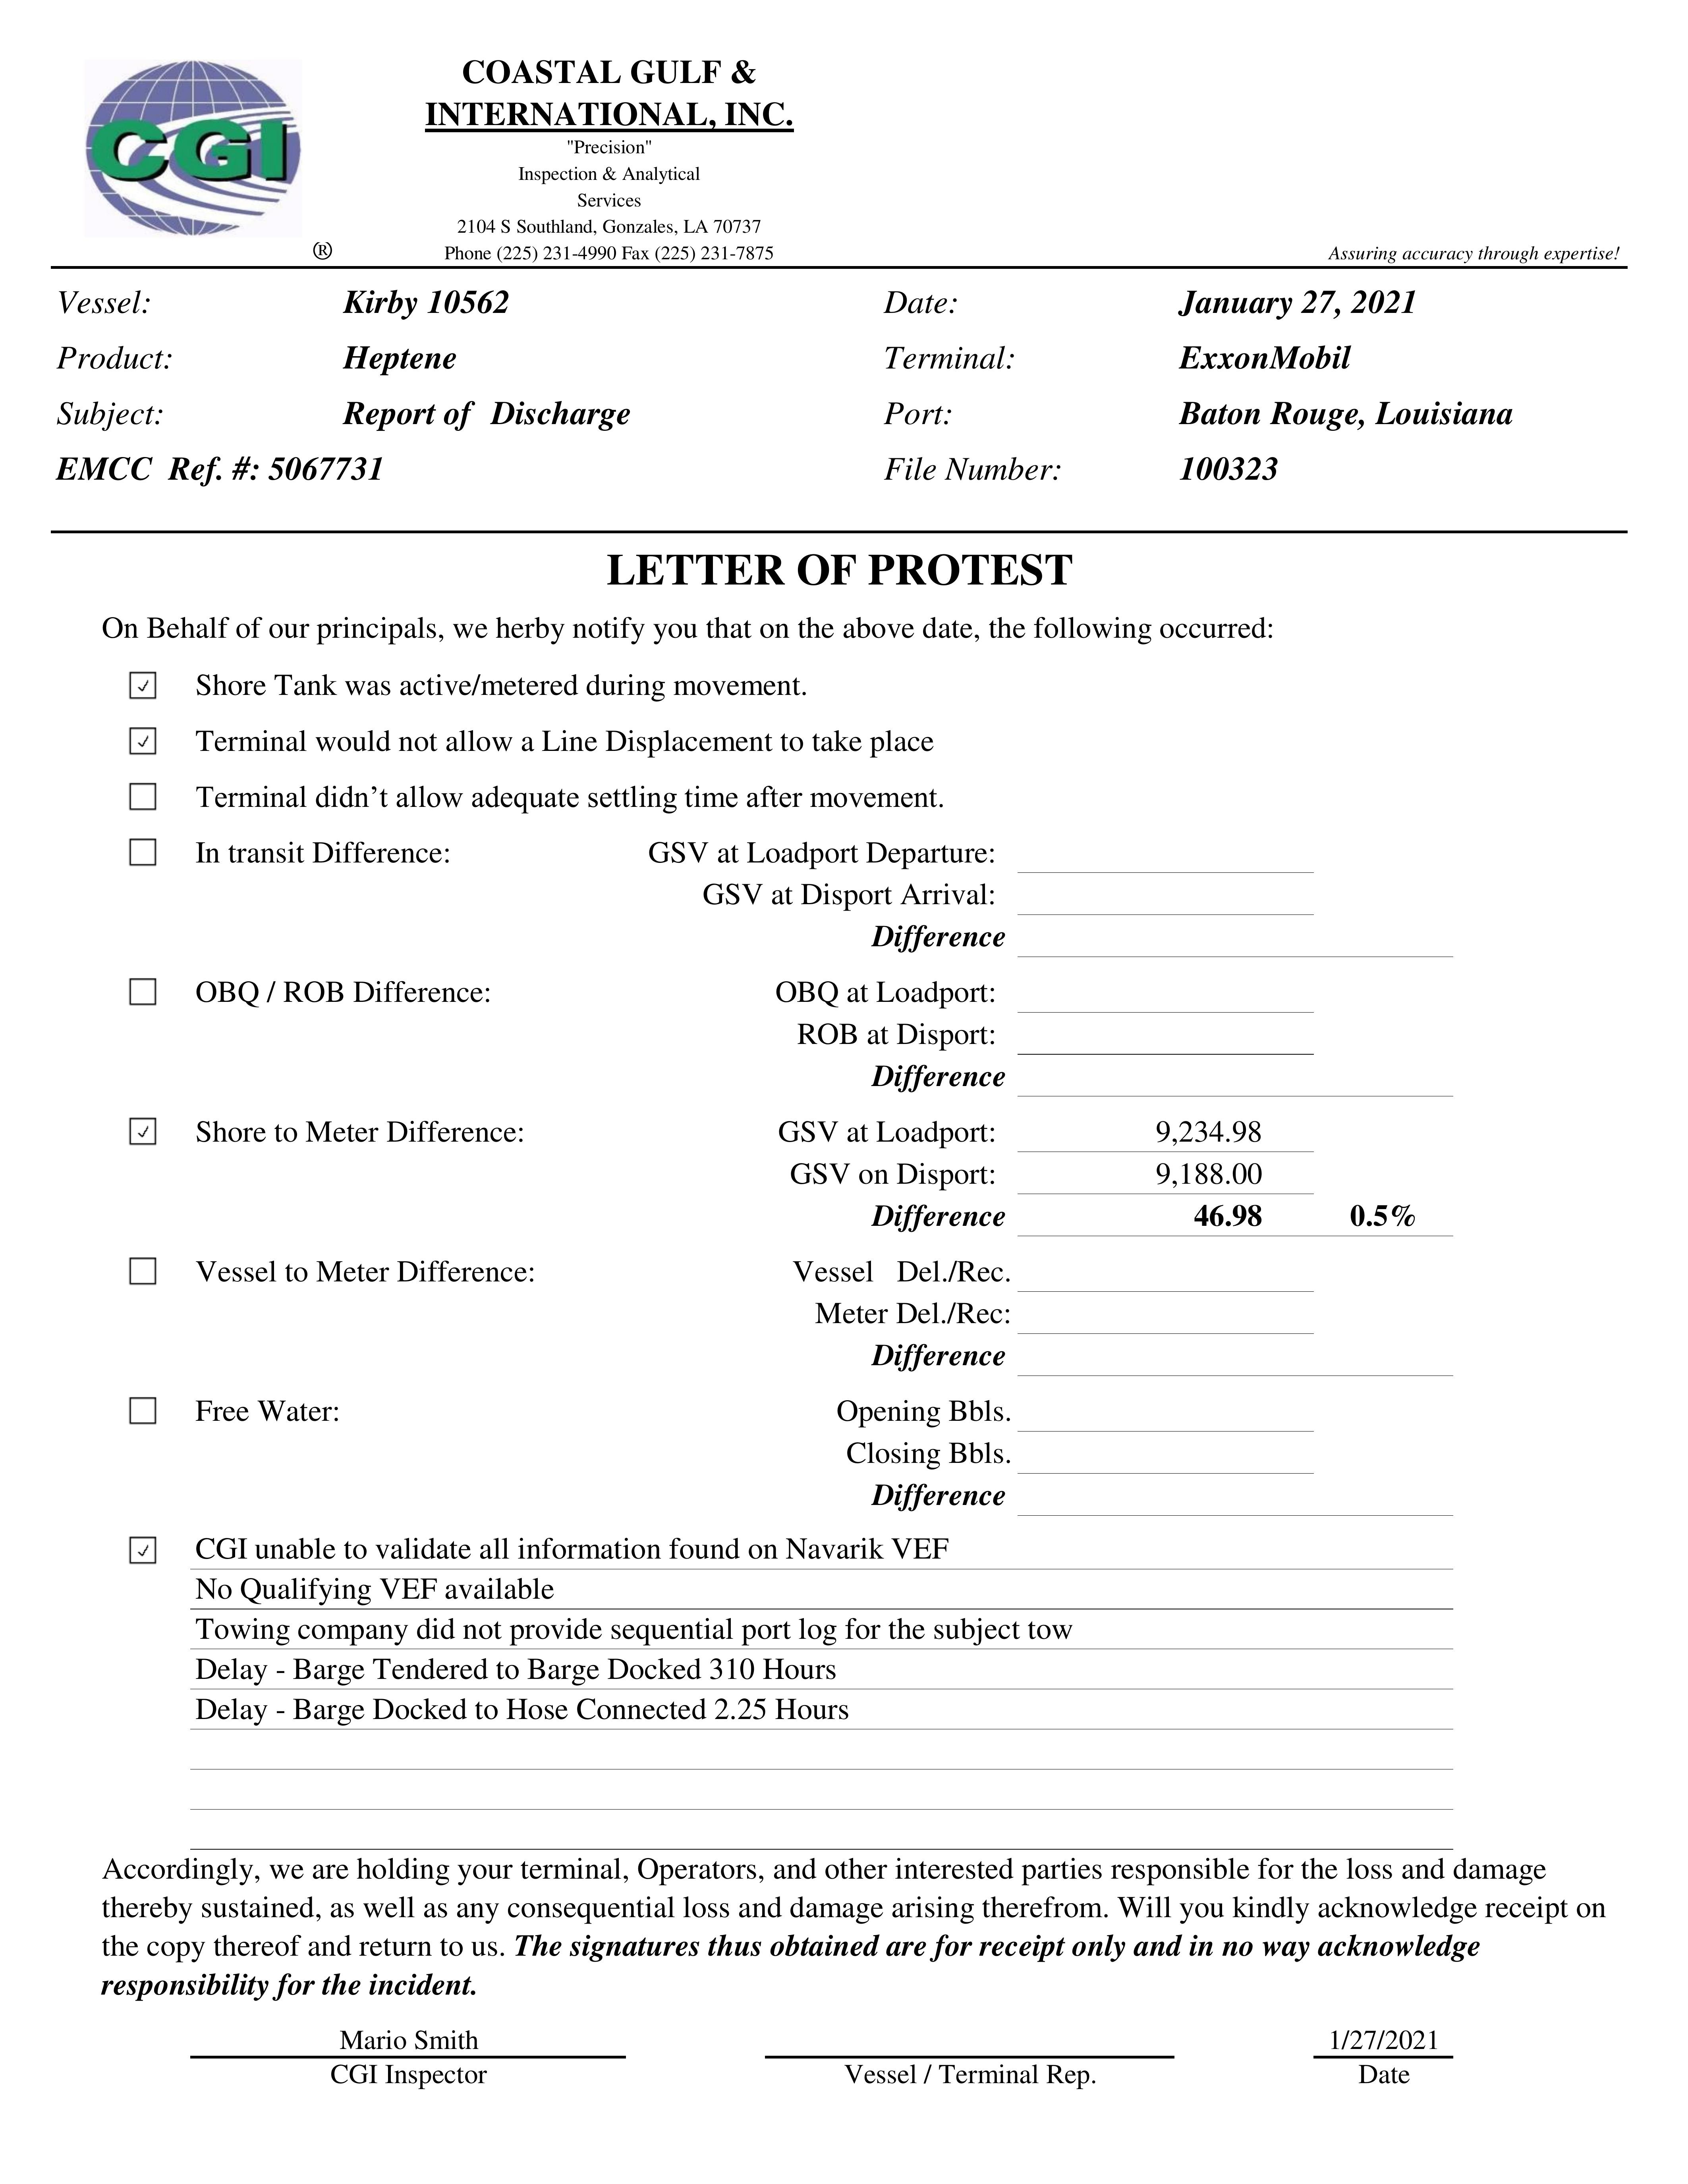 CGI
®
COASTAL GULF &
INTERNATIONAL, INC.
"Precision"
Inspection & Analytical
Services
2104 S Southland, Gonzales, LA 70737
Phone (225) 231-4990 Fax (225) 231-7875
Assuring accuracy through expertise!
Vessel: Kirby 10562 Date: January 27, 2021
Product: Heptene Terminal: ExxonMobil
Subject: Report of Discharge Port: Baton Rouge, Louisiana
EMCC Ref. #: 5067731 File Number: 100323
LETTER OF PROTEST
On Behalf of our principals, we herby notify you that on the above date, the following occurred:
✓ Shore Tank was active/metered during movement.
✓ Terminal would not allow a Line Displacement to take place
Terminal didn’t allow adequate settling time after movement.
In transit Difference: GSV at Loadport Departure:
GSV at Disport Arrival:
Difference
OBQ / ROB Difference: OBQ at Loadport:
ROB at Disport:
Difference
✓ Shore to Meter Difference: GSV at Loadport: 9,234.98
GSV on Disport: 9,188.00
Difference 46.98 0.5%
Vessel to Meter Difference: Vessel Del./Rec.
Meter Del./Rec:
Difference
Free Water: Opening Bbls.
Closing Bbls.
Difference
✓ CGI unable to validate all information found on Navarik VEF
No Qualifying VEF available
Towing company did not provide sequential port log for the subject tow
Delay - Barge Tendered to Barge Docked 310 Hours
Delay - Barge Docked to Hose Connected 2.25 Hours
Accordingly, we are holding your terminal, Operators, and other interested parties responsible for the loss and damage
thereby sustained, as well as any consequential loss and damage arising therefrom. Will you kindly acknowledge receipt on
the copy thereof and return to us. The signatures thus obtained are for receipt only and in no way acknowledge
responsibility for the incident.
Mario Smith 1/27/2021
CGI Inspector Vessel / Terminal Rep. Date